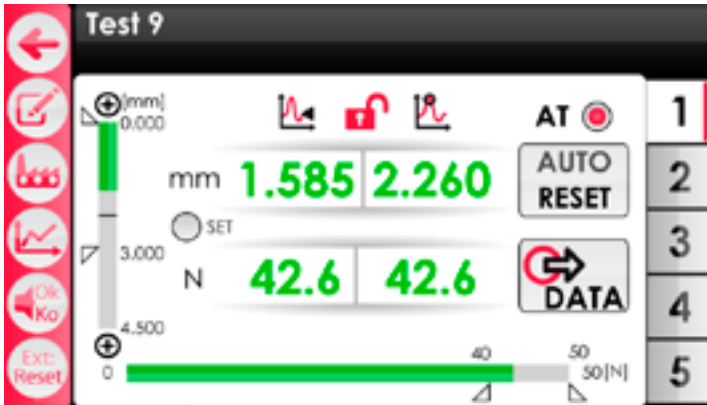 Test 9
[mm]
0.000
AT
1
mm 1.585 2.260
AUTO
RESET
2
SET
3.000
3
N 42.6 42.6
DATA
Ok
Ko
4
4.500
40 50
Ext:
Reset
0 50[N]
5